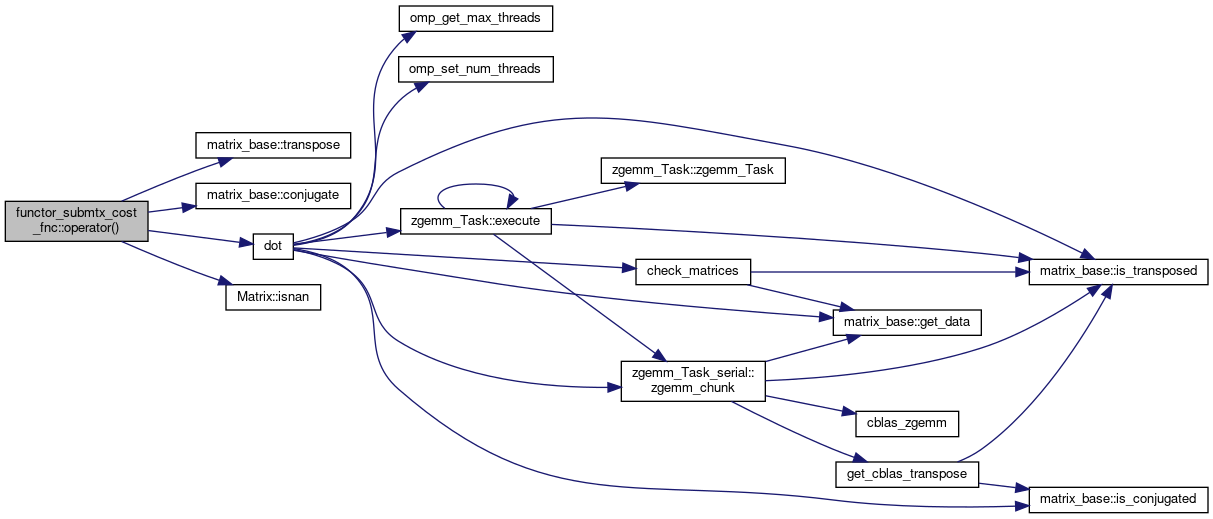 omp_get_max_threads
omp_set_num_threads
matrix_base::transpose
zgemm_Task::zgemm_Task
matrix_base::conjugate
functor_submtx_cost
_fnc::operator()
zgemm_Task::execute
dot
check_matrices
matrix_base::is_transposed
Matrix::isnan
matrix_base::get_data
zgemm_Task_serial::
zgemm_chunk
cblas_zgemm
get_cblas_transpose
matrix_base::is_conjugated